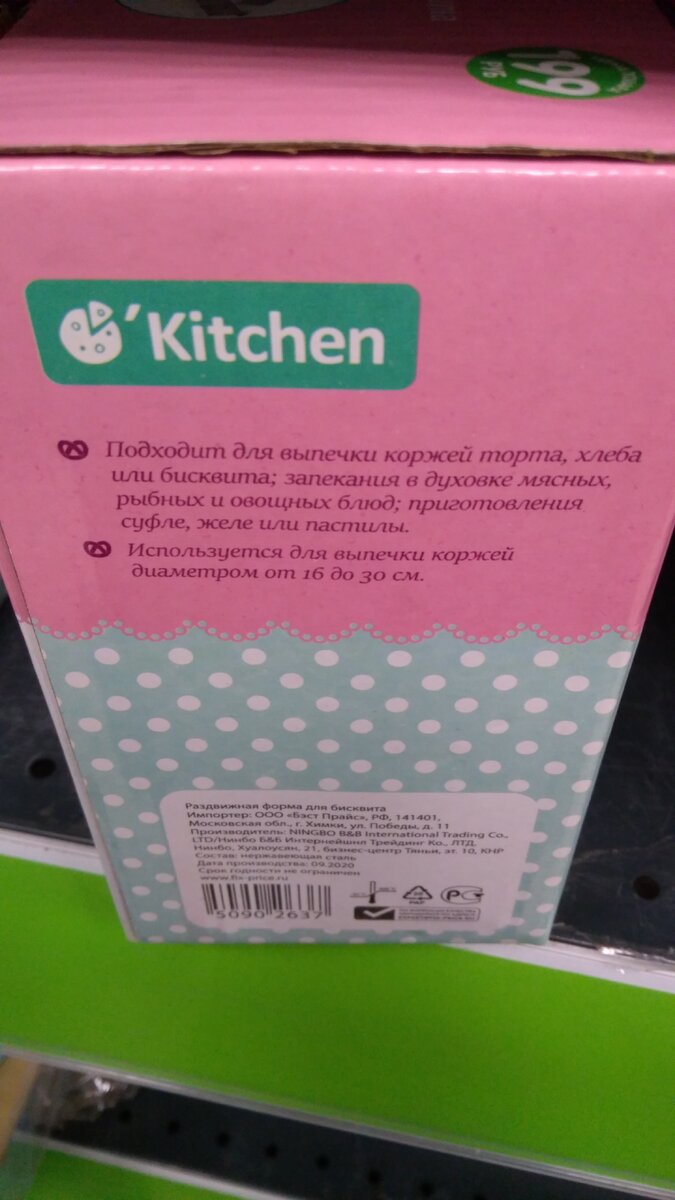 199
РУБ
'Kitchen
Подходит для выпечки коржей торта, хлеба
или бисквита; запекания в духовке мясных,
рыбных и овощных блюд; приготовления
суфле, желе или пастилы.
Используется для выпечки коржей
диаметром от 16 до 30 см.
Раздвижная форма для бисквита
Импортер: ООО «Бэст Прайс», РФ, 141401,
Московская обл., г. Химки, ул. Победы, д. 11
Производитель: NINGBO B&B International Trading Co.,
LTD/Нинбо Б&Б Интернейшнл Трейдинг Ко., ЛТД.
Нинбо, Хуалоусян, 21, бизнес-центр Тяньи, эт. 10, КНР
Состав: нержавеющая сталь
Дата производства: 09.2020
Срок годности не ограничен
www.fix-price.ru
5090 2637
PAP